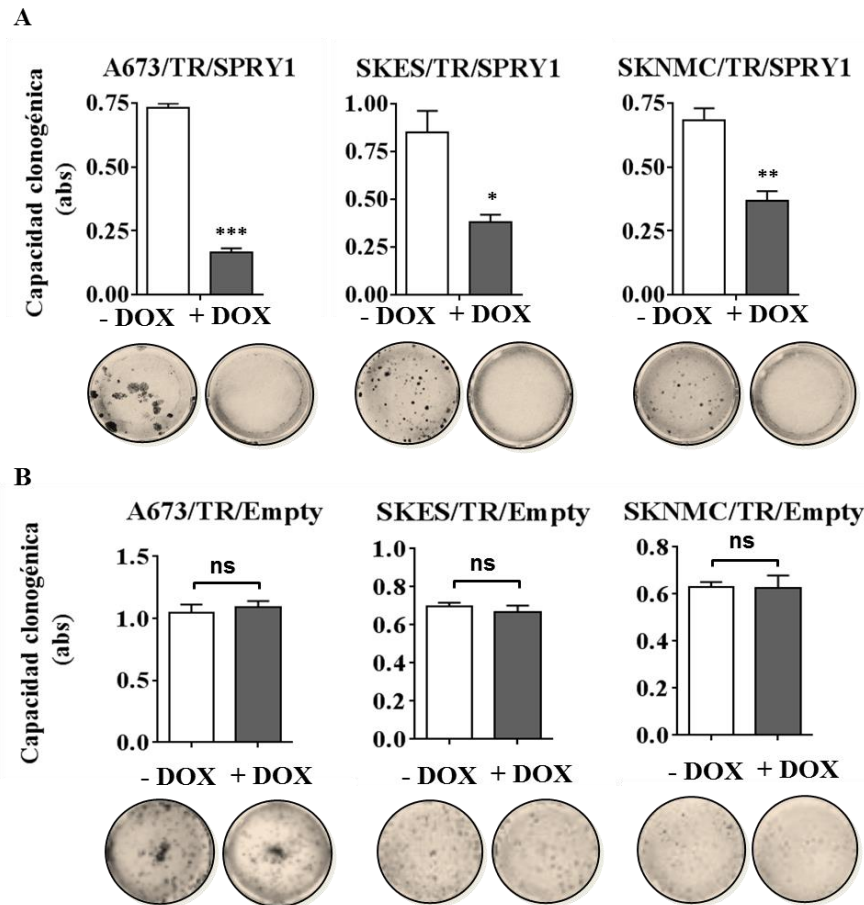 A
A673/TR/SPRY1
SKES/TR/SPRY1
SKNMC/TR/SPRY1
Capacidad clonogénica
(abs)
0.75
0.50
0.25
0.00
***
- DOX + DOX
1.00
0.75
0.50
0.25
0.00
*
- DOX + DOX
0.75
0.50
0.25
0.00
**
- DOX + DOX
B
A673/TR/Empty
SKES/TR/Empty
SKNMC/TR/Empty
Capacidad clonogénica
(abs)
1.5
1.0
0.5
0.0
ns
- DOX + DOX
1.0
0.8
0.6
0.4
0.2
0.0
ns
- DOX + DOX
0.8
0.6
0.4
0.2
0.0
ns
- DOX + DOX